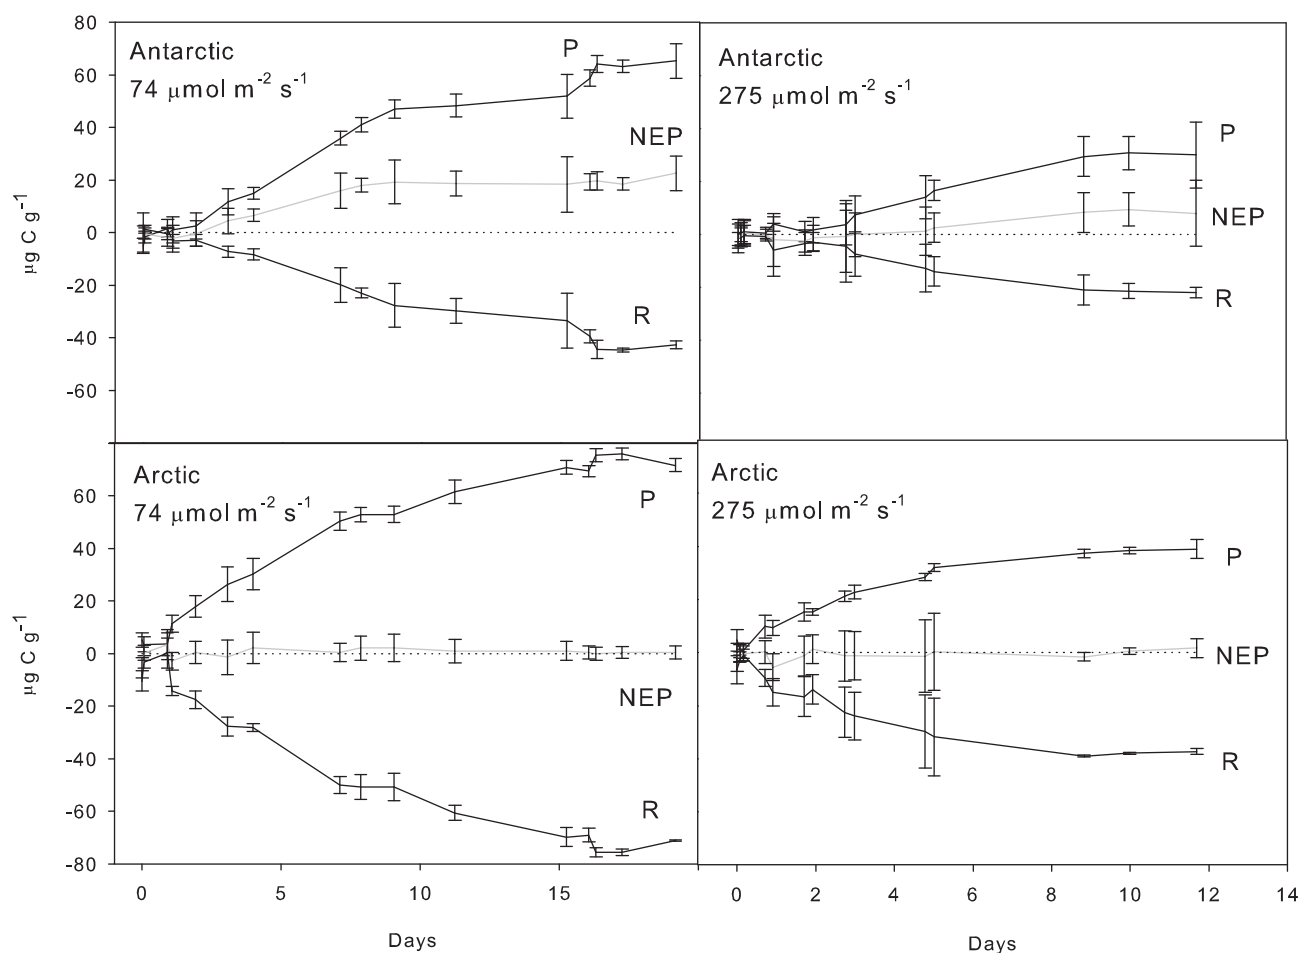 80
60
40
20
0
-20
-40
-60
μg C g⁻¹
Antarctic
74 μmol m⁻² s⁻¹
P
NEP
R
Antarctic
275 μmol m⁻² s⁻¹
P
NEP
R
60
40
20
0
-20
-40
-60
-80
μg C g⁻¹
Arctic
74 μmol m⁻² s⁻¹
P
NEP
R
0 5 10 15
Days
Arctic
275 μmol m⁻² s⁻¹
P
NEP
R
0 2 4 6 8 10 12 14
Days